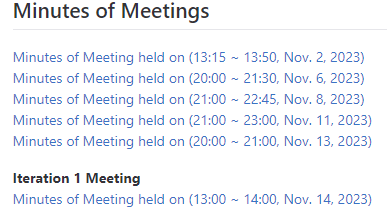 Minutes of Meetings
Minutes of Meeting held on (13:15 ~ 13:50, Nov. 2, 2023)
Minutes of Meeting held on (20:00 ~ 21:30, Nov. 6, 2023)
Minutes of Meeting held on (21:00 ~ 22:45, Nov. 8, 2023)
Minutes of Meeting held on (21:00 ~ 23:00, Nov. 11, 2023)
Minutes of Meeting held on (20:00 ~ 21:00, Nov. 13, 2023)
Iteration 1 Meeting
Minutes of Meeting held on (13:00 ~ 14:00, Nov. 14, 2023)